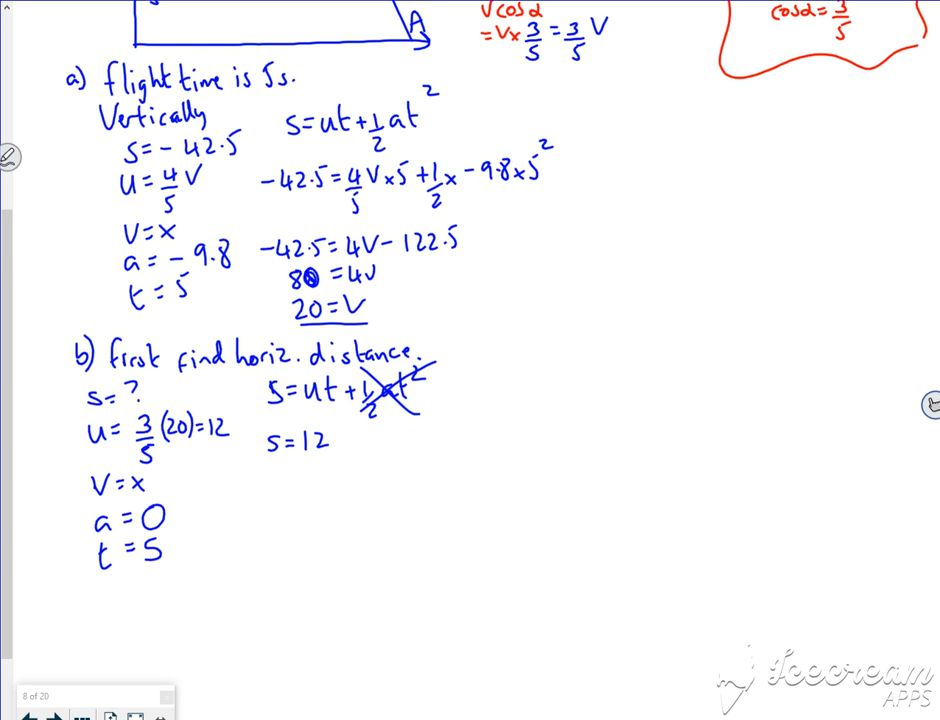 A
Vcosα
= V × 3/5 = 3/5 V
cosα = 3/5
a) flight time is 5s.
Vertically
s = -42.5
u = 4/5 V
V = x
a = -9.8
t = 5
s = ut + 1/2 at²
-42.5 = 4/5 V × 5 + 1/2 × -9.8 × 5²
-42.5 = 4V - 122.5
80 = 4V
20 = V
b) first find horiz. distance.
s = ?
u = 3/5 (20) = 12
V = x
a = 0
t = 5
s = ut + 1/2 at²
s = 12
8 of 20
Icecream
APPS